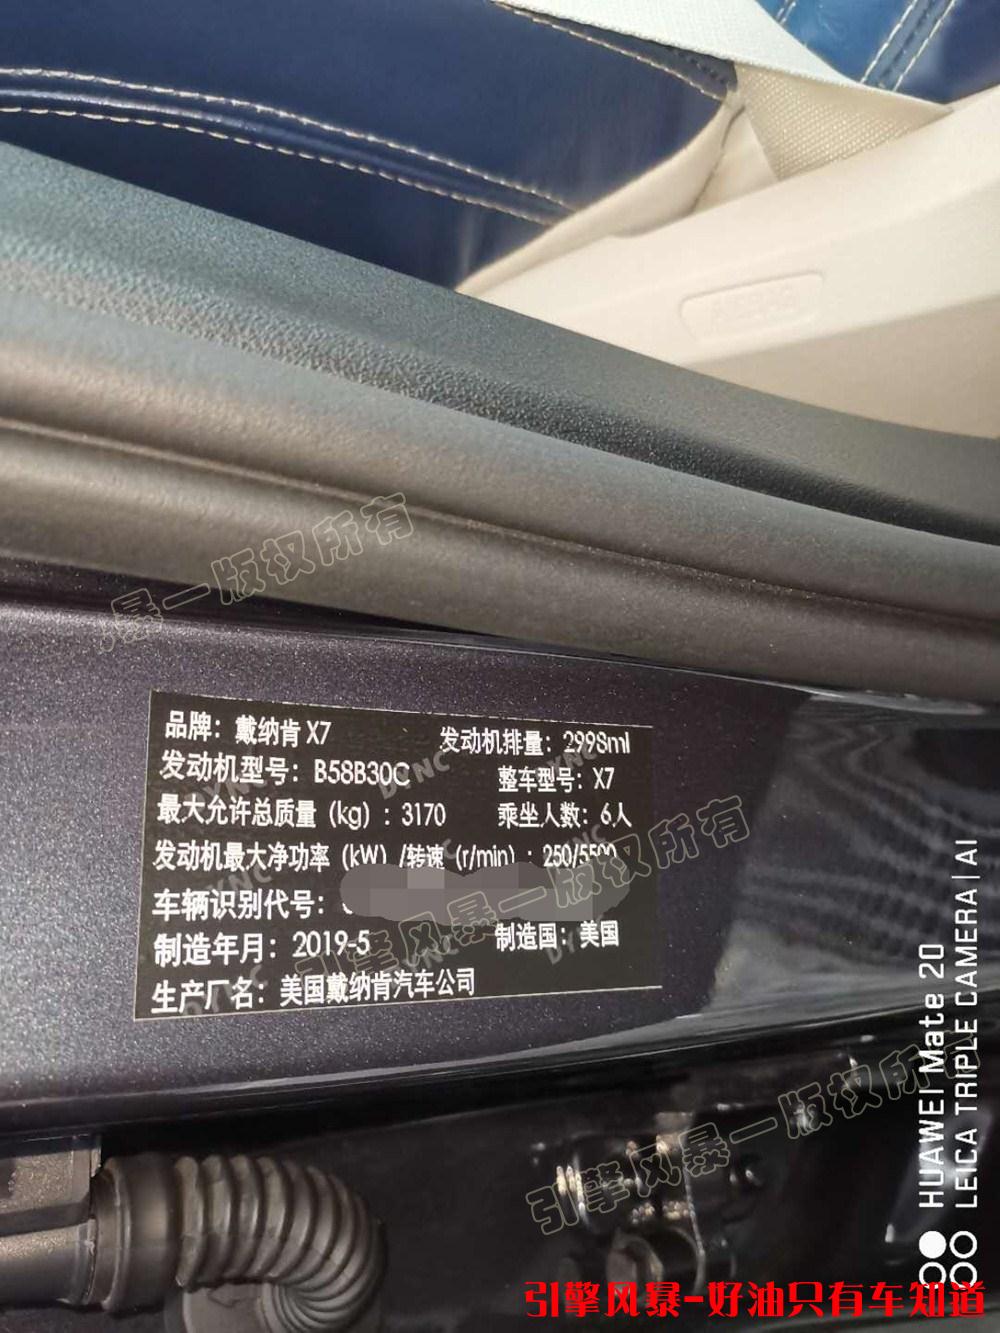 暴一版权所有
品牌：戴纳肯 X7 发动机排量：2998ml
发动机型号：B58B30C 整车型号：X7
最大允许总质量（kg）：3170 乘坐人数：6人
发动机最大净功率（kW）/转速（r/min）：250/5500
车辆识别代号：
制造年月：2019-5 制造国：美国
生产厂名：美国戴纳肯汽车公司
DYNC
DYNC
DYNC
DYNC
DYNC
DYNC
引擎风暴一版权所有
引擎风暴一版权所有
HUAWEI Mate 20
LEICA TRIPLE CAMERA | AI
引擎风暴-好油只有车知道